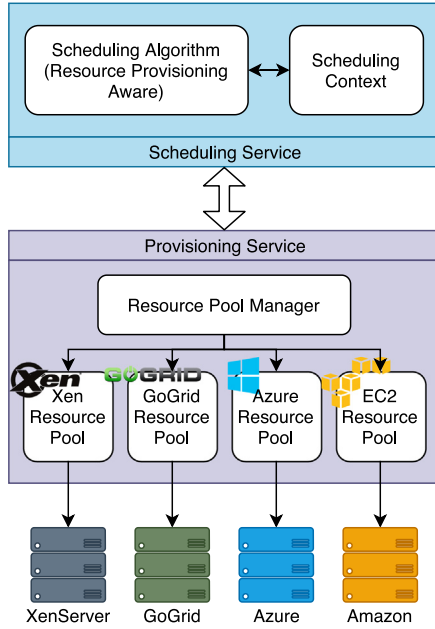 Scheduling Algorithm
(Resource Provisioning
Aware)
Scheduling
Context
Scheduling Service
Provisioning Service
Resource Pool Manager
Xen
GOGRID
Xen
Resource
Pool
GoGrid
Resource
Pool
Azure
Resource
Pool
EC2
Resource
Pool
XenServer
GoGrid
Azure
Amazon